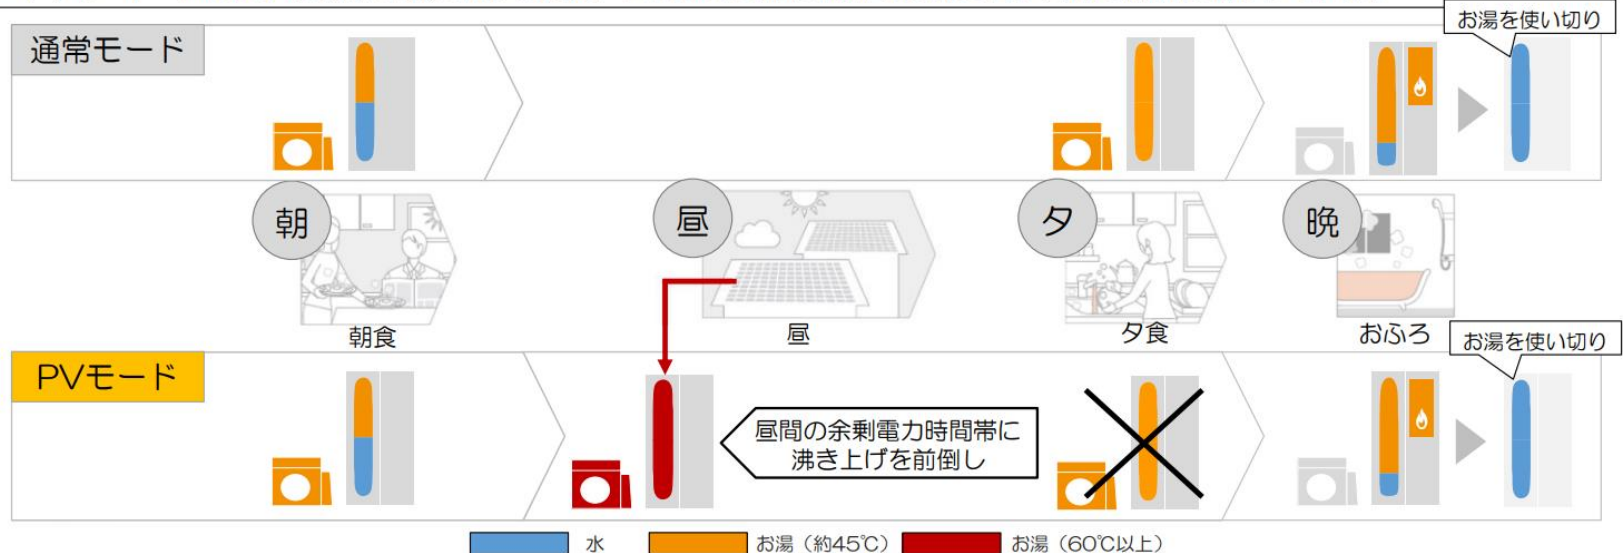 お湯を使い切り
通常モード
朝
昼
夕
晩
朝食
昼
夕食
おふろ
お湯を使い切り
PVモード
昼間の余剰電力時間帯に
沸き上げを前倒し
水
お湯（約45℃）
お湯（60℃以上）